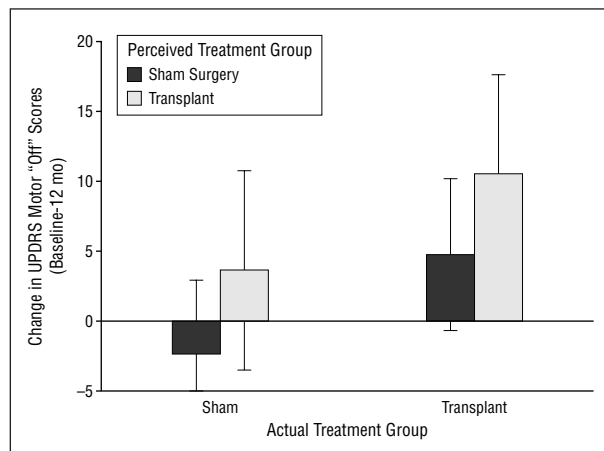 Change in UPDRS Motor "Off" Scores
(Baseline-12 mo)
20
15
10
5
0
–5
Perceived Treatment Group
Sham Surgery
Transplant
Sham
Transplant
Actual Treatment Group